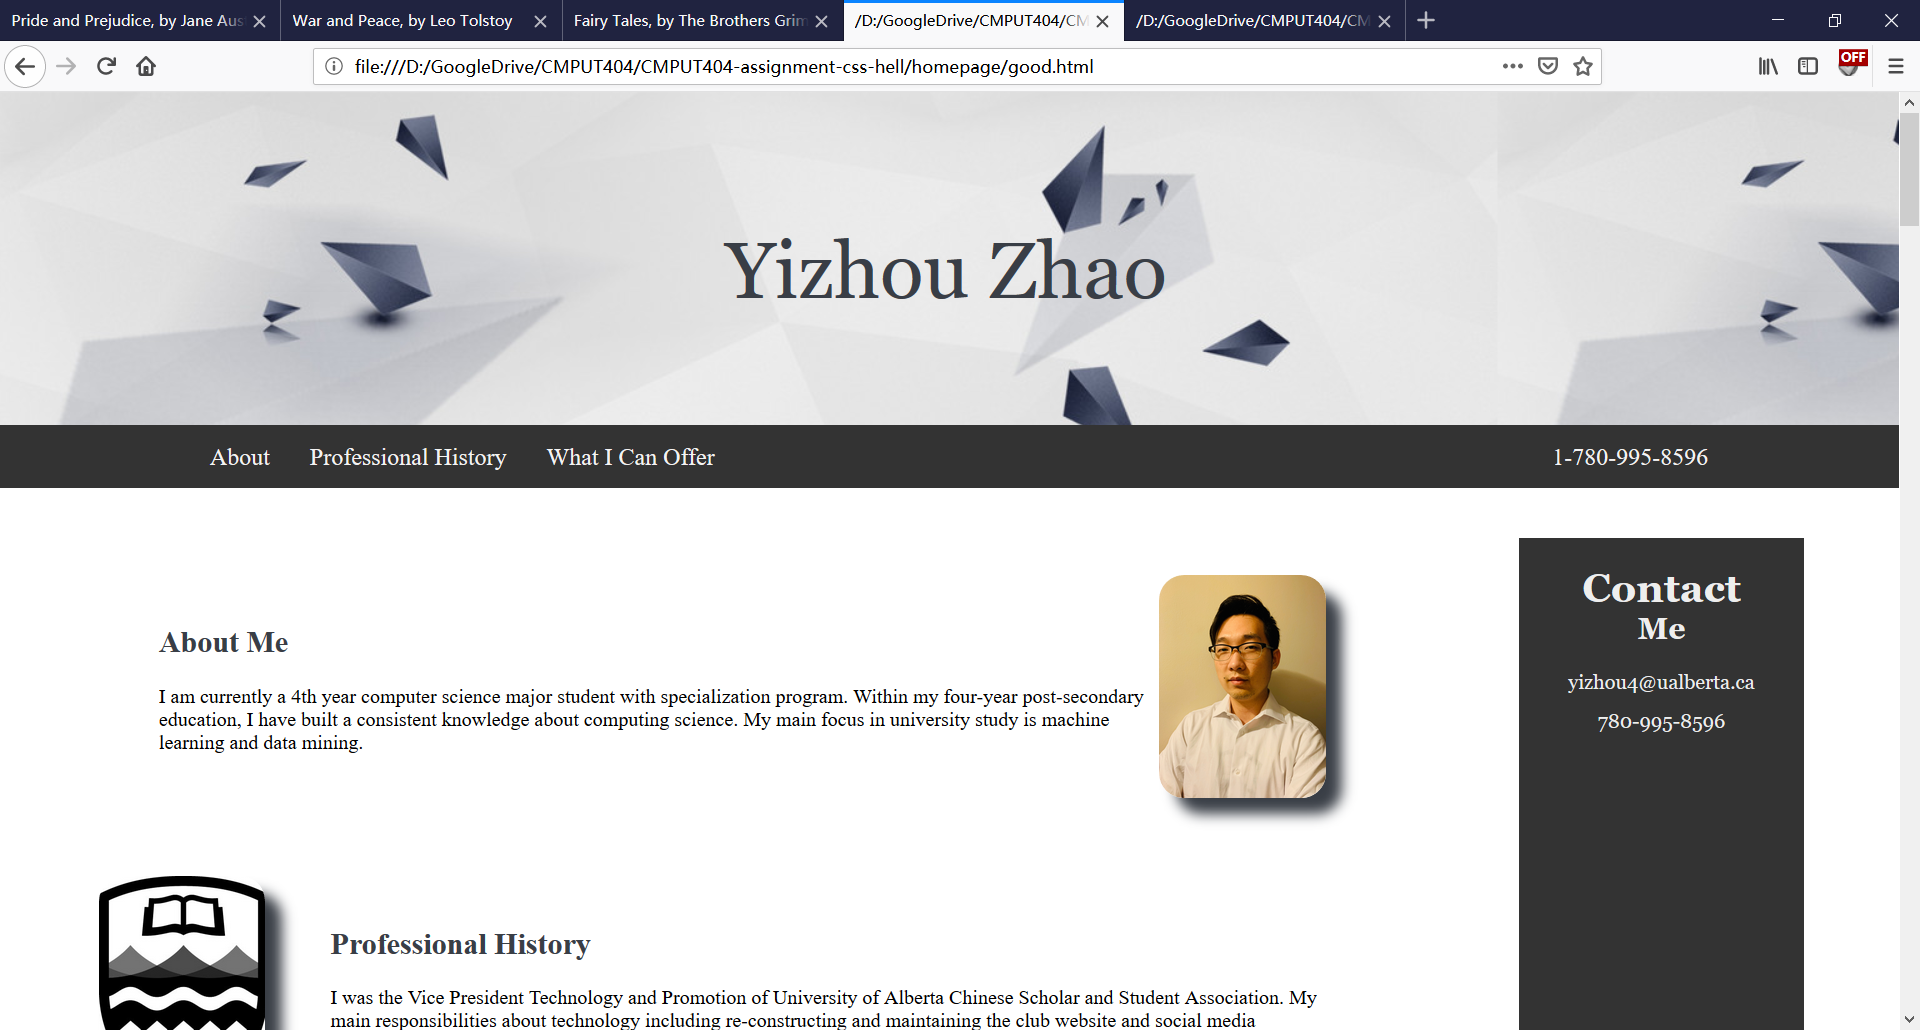 Pride and Prejudice, by Jane Aus
War and Peace, by Leo Tolstoy
Fairy Tales, by The Brothers Grim
/D:/GoogleDrive/CMPUT404/CM
/D:/GoogleDrive/CMPUT404/CM
file:///D:/GoogleDrive/CMPUT404/CMPUT404-assignment-css-hell/homepage/good.html
OFF
Yizhou Zhao
About
Professional History
What I Can Offer
1-780-995-8596
About Me
I am currently a 4th year computer science major student with specialization program. Within my four-year post-secondary
education, I have built a consistent knowledge about computing science. My main focus in university study is machine
learning and data mining.
Contact
Me
yizhou4@ualberta.ca
780-995-8596
Professional History
I was the Vice President Technology and Promotion of University of Alberta Chinese Scholar and Student Association. My
main responsibilities about technology including re-constructing and maintaining the club website and social media